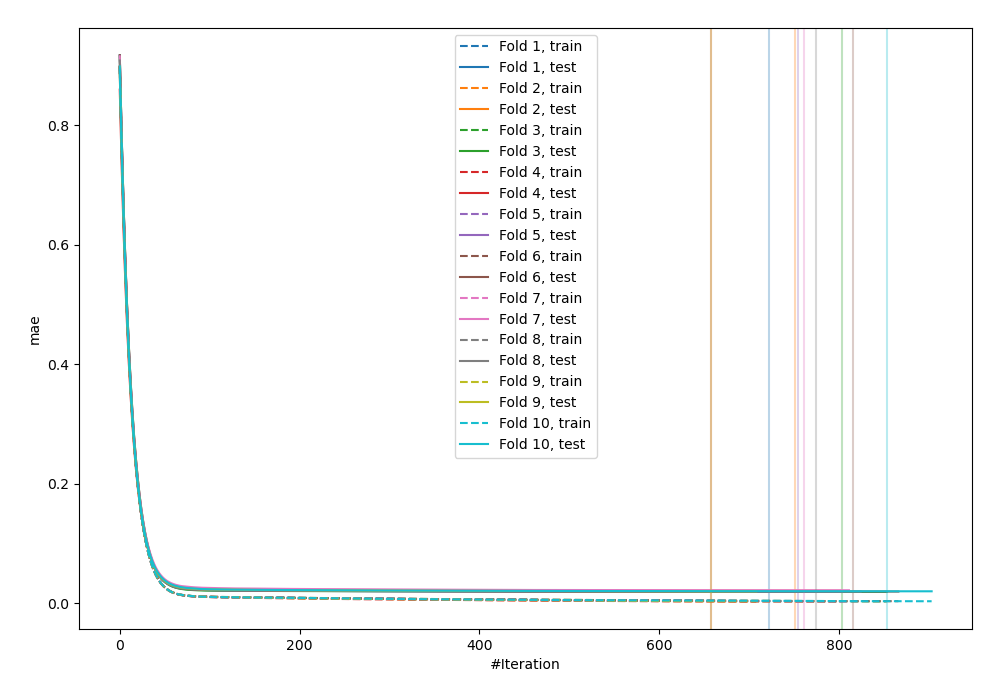 mae
0.8
0.6
0.4
0.2
0.0
Fold 1, train
Fold 1, test
Fold 2, train
Fold 2, test
Fold 3, train
Fold 3, test
Fold 4, train
Fold 4, test
Fold 5, train
Fold 5, test
Fold 6, train
Fold 6, test
Fold 7, train
Fold 7, test
Fold 8, train
Fold 8, test
Fold 9, train
Fold 9, test
Fold 10, train
Fold 10, test
0 200 400 600 800
#Iteration